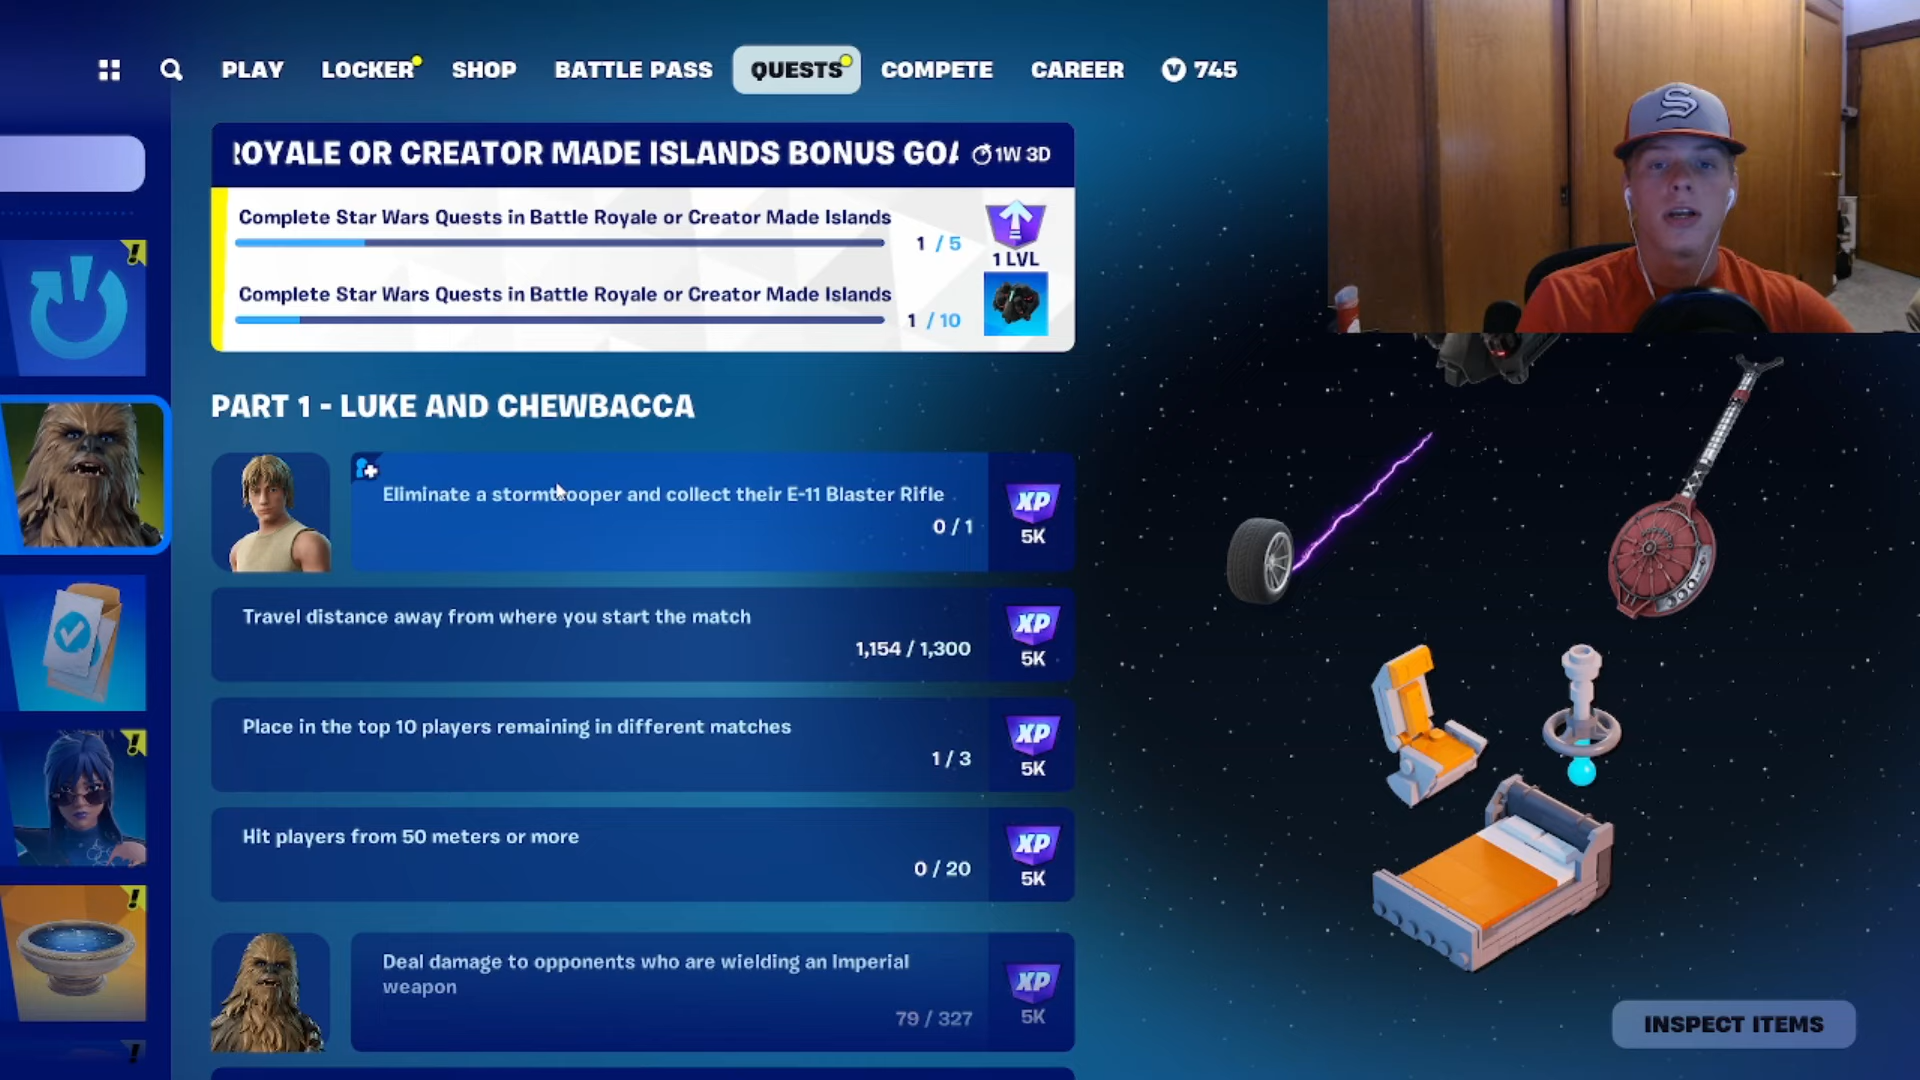 PLAY LOCKER SHOP BATTLE PASS QUESTS COMPETE CAREER V 745
ROYALE OR CREATOR MADE ISLANDS BONUS GOA 1W 3D
Complete Star Wars Quests in Battle Royale or Creator Made Islands
1 / 5
1 LVL
Complete Star Wars Quests in Battle Royale or Creator Made Islands
1 / 10
PART 1 - LUKE AND CHEWBACCA
Eliminate a stormtrooper and collect their E-11 Blaster Rifle
0 / 1
XP
5K
Travel distance away from where you start the match
1,154 / 1,300
XP
5K
Place in the top 10 players remaining in different matches
1 / 3
XP
5K
Hit players from 50 meters or more
0 / 20
XP
5K
Deal damage to opponents who are wielding an Imperial
weapon
79 / 327
XP
5K
INSPECT ITEMS
S